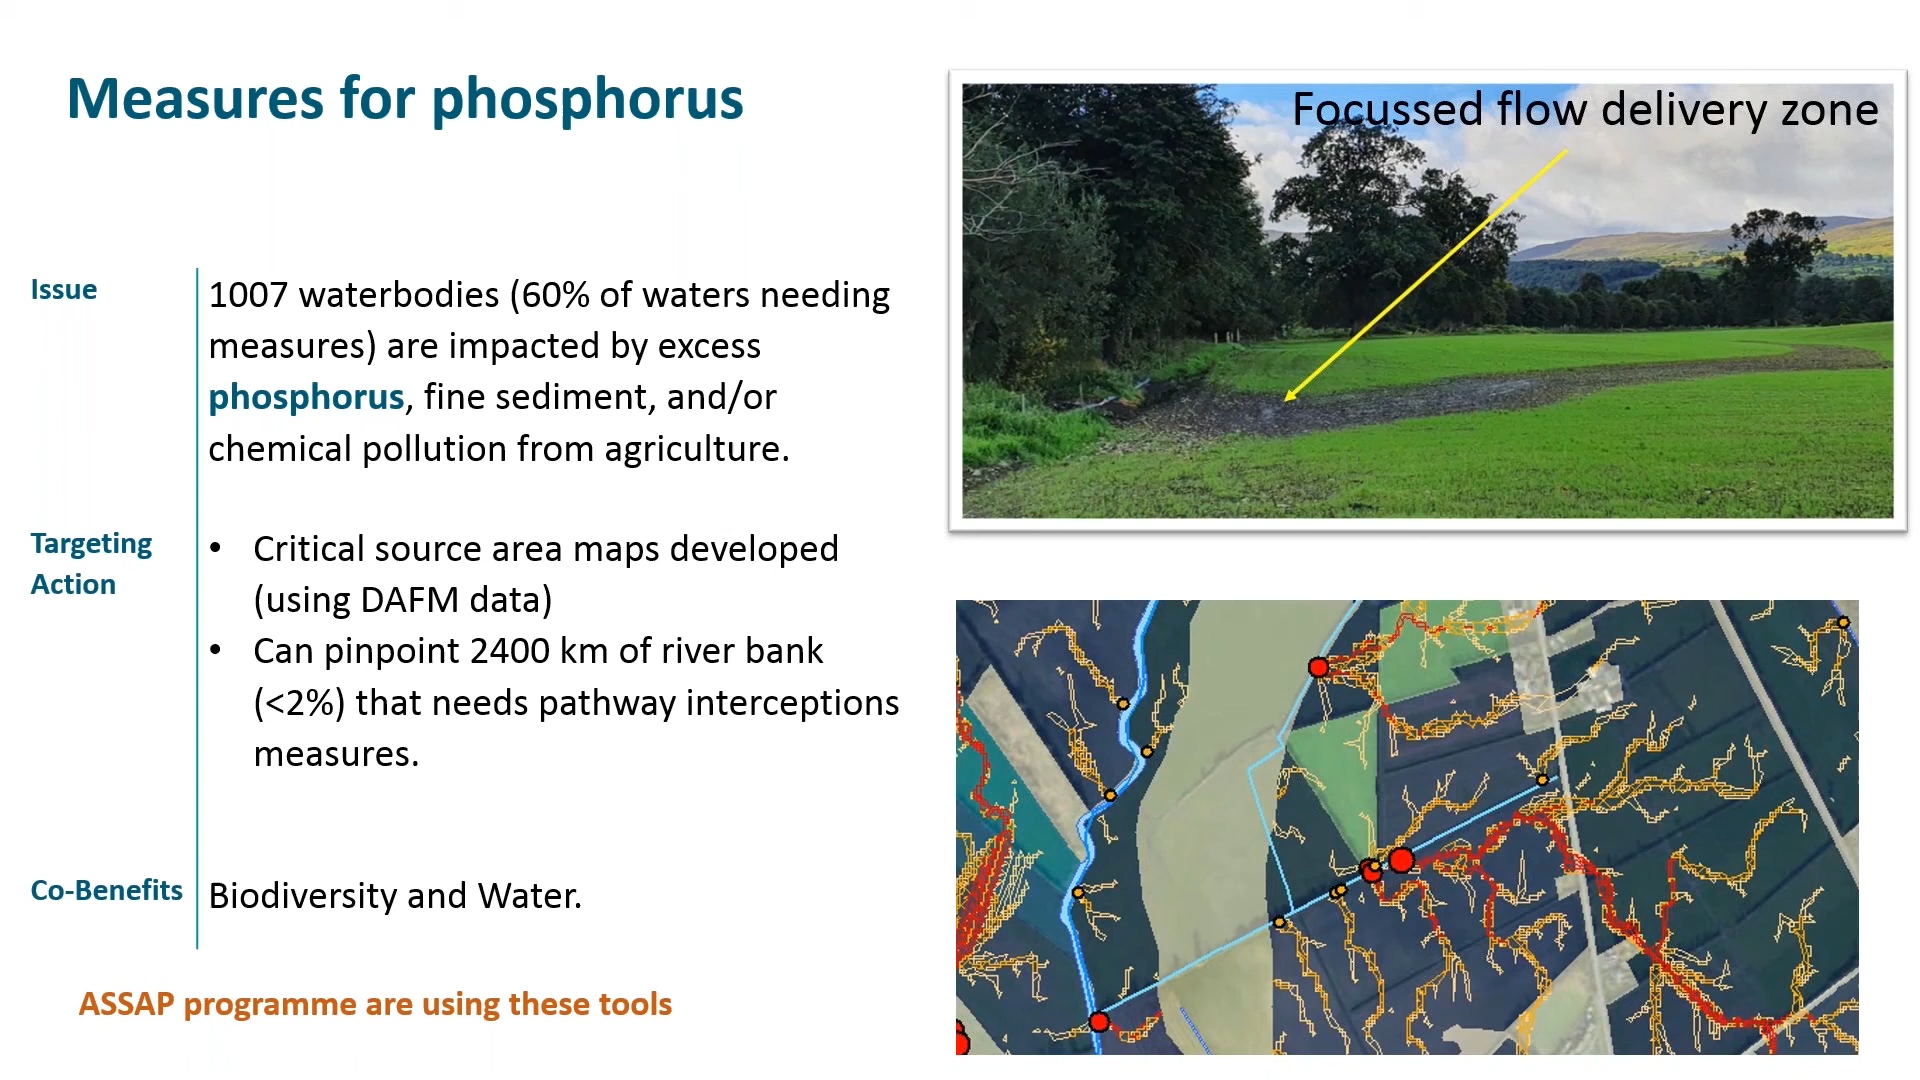 Measures for phosphorus
Focussed flow delivery zone
Issue
1007 waterbodies (60% of waters needing
measures) are impacted by excess
phosphorus, fine sediment, and/or
chemical pollution from agriculture.
Targeting
Action
• Critical source area maps developed
(using DAFM data)
• Can pinpoint 2400 km of river bank
(<2%) that needs pathway interceptions
measures.
Co-Benefits
Biodiversity and Water.
ASSAP programme are using these tools